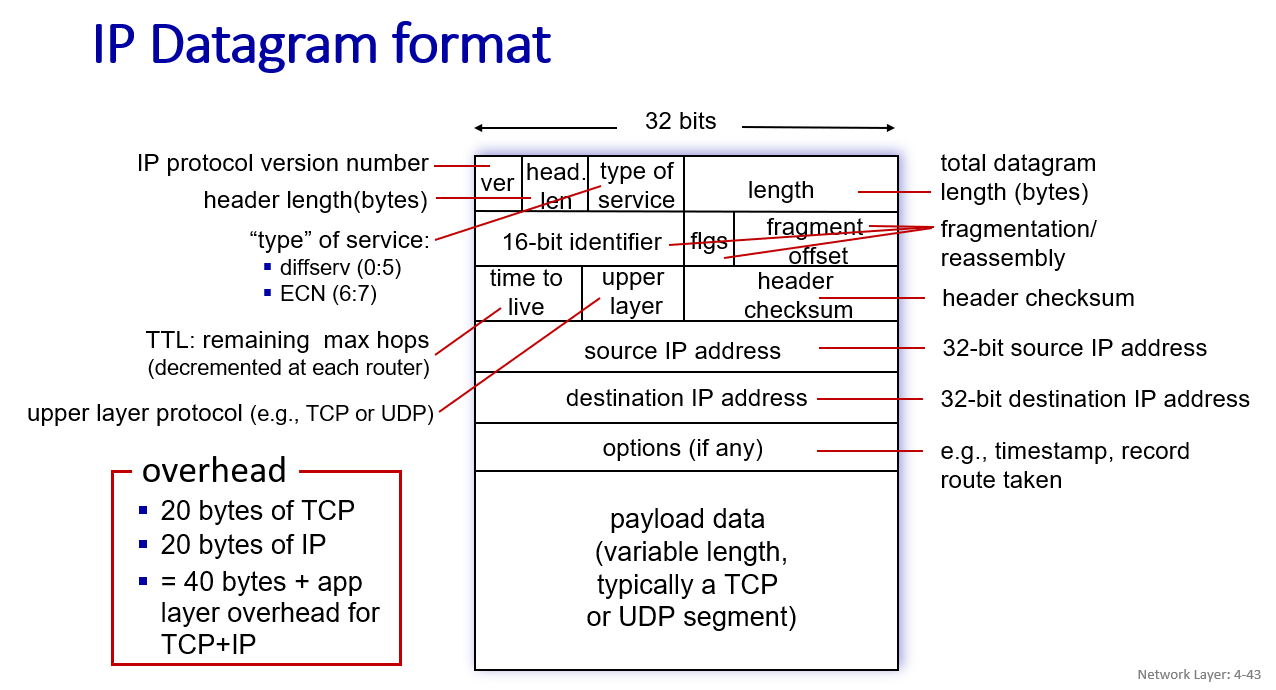 IP Datagram format
32 bits
IP protocol version number
header length(bytes)
“type” of service:
diffserv (0:5)
ECN (6:7)
TTL: remaining max hops
(decremented at each router)
upper layer protocol (e.g., TCP or UDP)
overhead
20 bytes of TCP
20 bytes of IP
= 40 bytes + app
layer overhead for
TCP+IP
ver
head.
len
type of
service
length
16-bit identifier
flgs
fragment
offset
time to
live
upper
layer
header
checksum
source IP address
destination IP address
options (if any)
payload data
(variable length,
typically a TCP
or UDP segment)
total datagram
length (bytes)
fragmentation/
reassembly
header checksum
32-bit source IP address
32-bit destination IP address
e.g., timestamp, record
route taken
Network Layer: 4-43